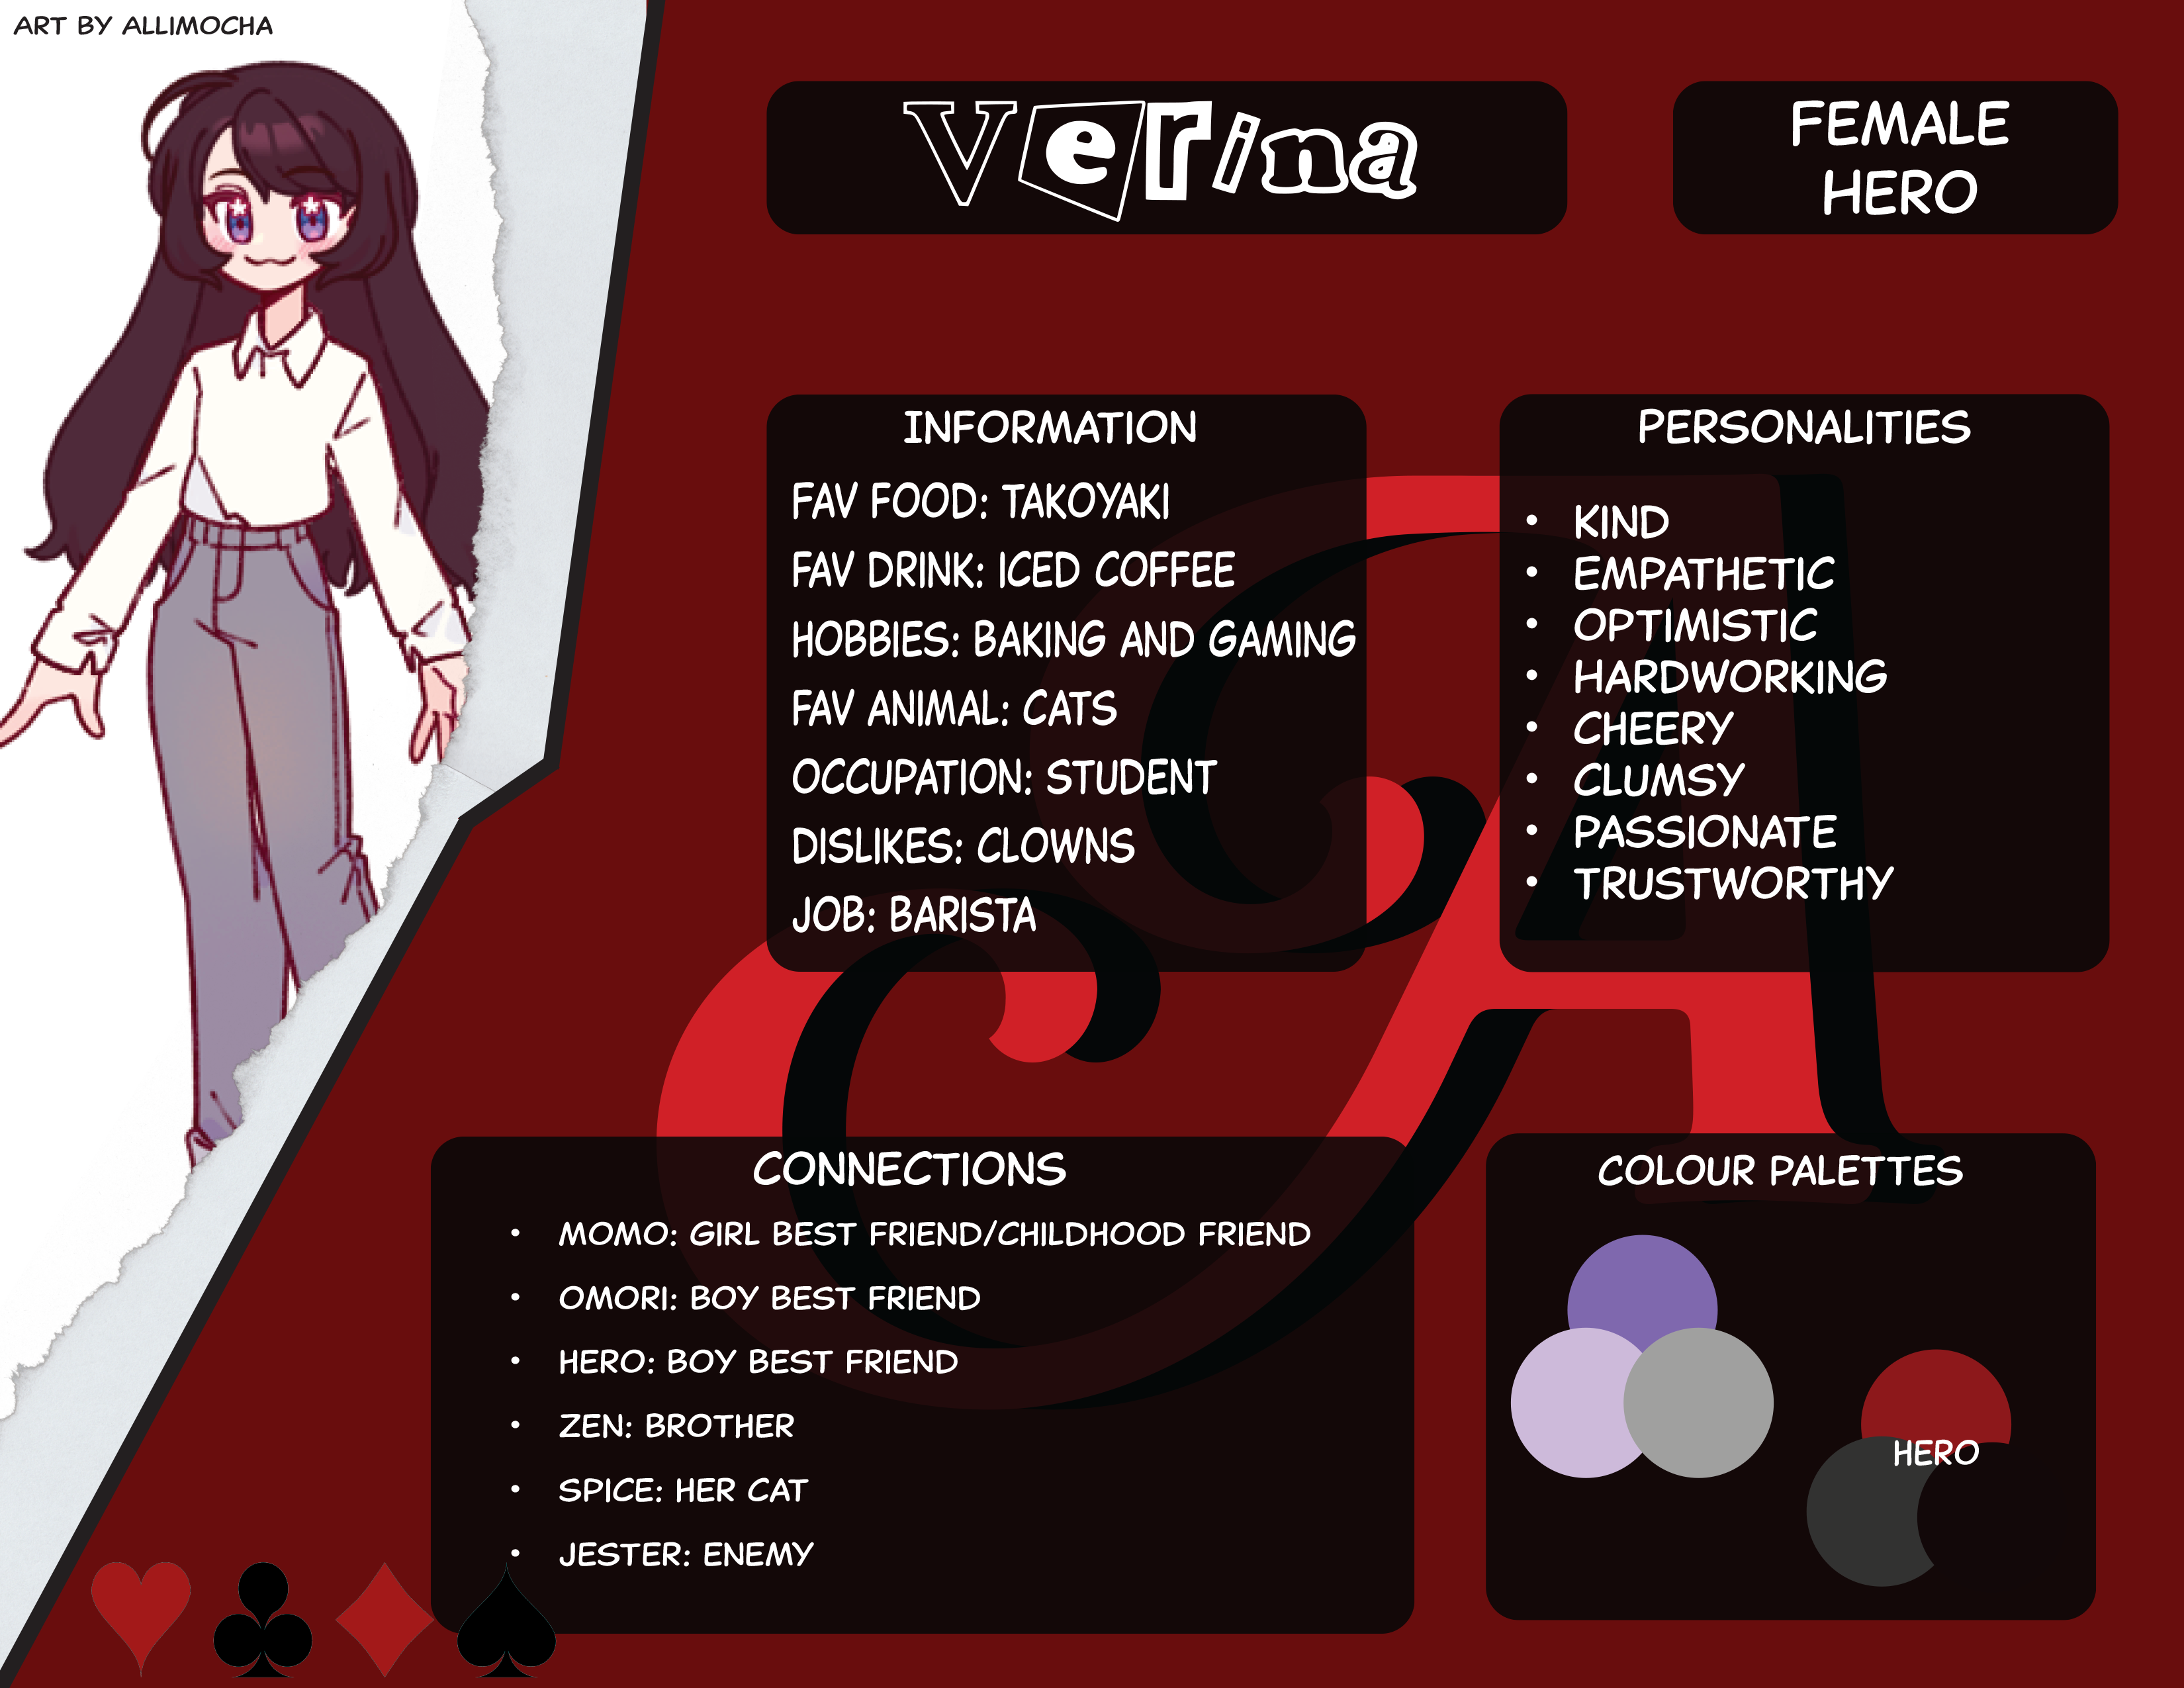 ART BY ALLIMOCHA
Verina
FEMALE
HERO
INFORMATION
FAV FOOD: TAKOYAKI
FAV DRINK: ICED COFFEE
HOBBIES: BAKING AND GAMING
FAV ANIMAL: CATS
OCCUPATION: STUDENT
DISLIKES: CLOWNS
JOB: BARISTA
PERSONALITIES
• KIND
• EMPATHETIC
• OPTIMISTIC
• HARDWORKING
• CHEERY
• CLUMSY
• PASSIONATE
• TRUSTWORTHY
A
CONNECTIONS
• MOMO: GIRL BEST FRIEND/CHILDHOOD FRIEND
• OMORI: BOY BEST FRIEND
• HERO: BOY BEST FRIEND
• ZEN: BROTHER
• SPICE: HER CAT
• JESTER: ENEMY
COLOUR PALETTES
HERO